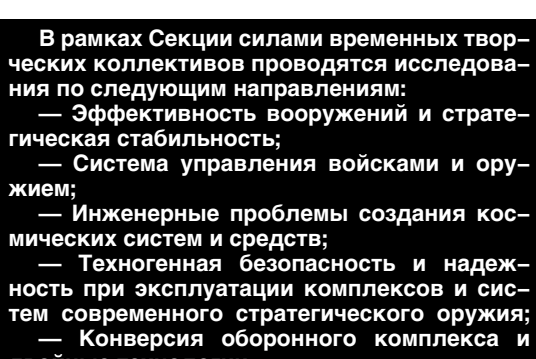 В рамках Секции силами временных твор-
ческих коллективов проводятся исследова-
ния по следующим направлениям:
— Эффективность вооружений и страте-
гическая стабильность;
— Система управления войсками и ору-
жием;
— Инженерные проблемы создания кос-
мических систем и средств;
— Техногенная безопасность и надеж-
ность при эксплуатации комплексов и сис-
тем современного стратегического оружия;
— Конверсия оборонного комплекса и